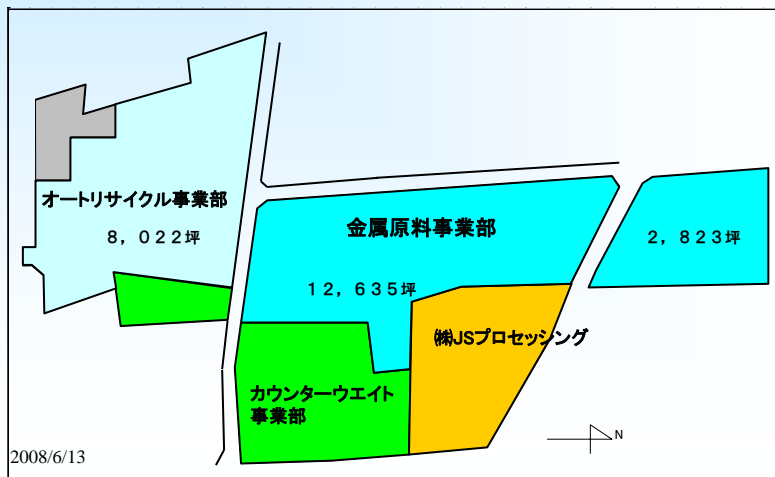 オートリサイクル事業部
8,022坪
金属原料事業部
12,635坪
2,823坪
㈱JSプロセッシング
カウンターウエイト
事業部
N
2008/6/13